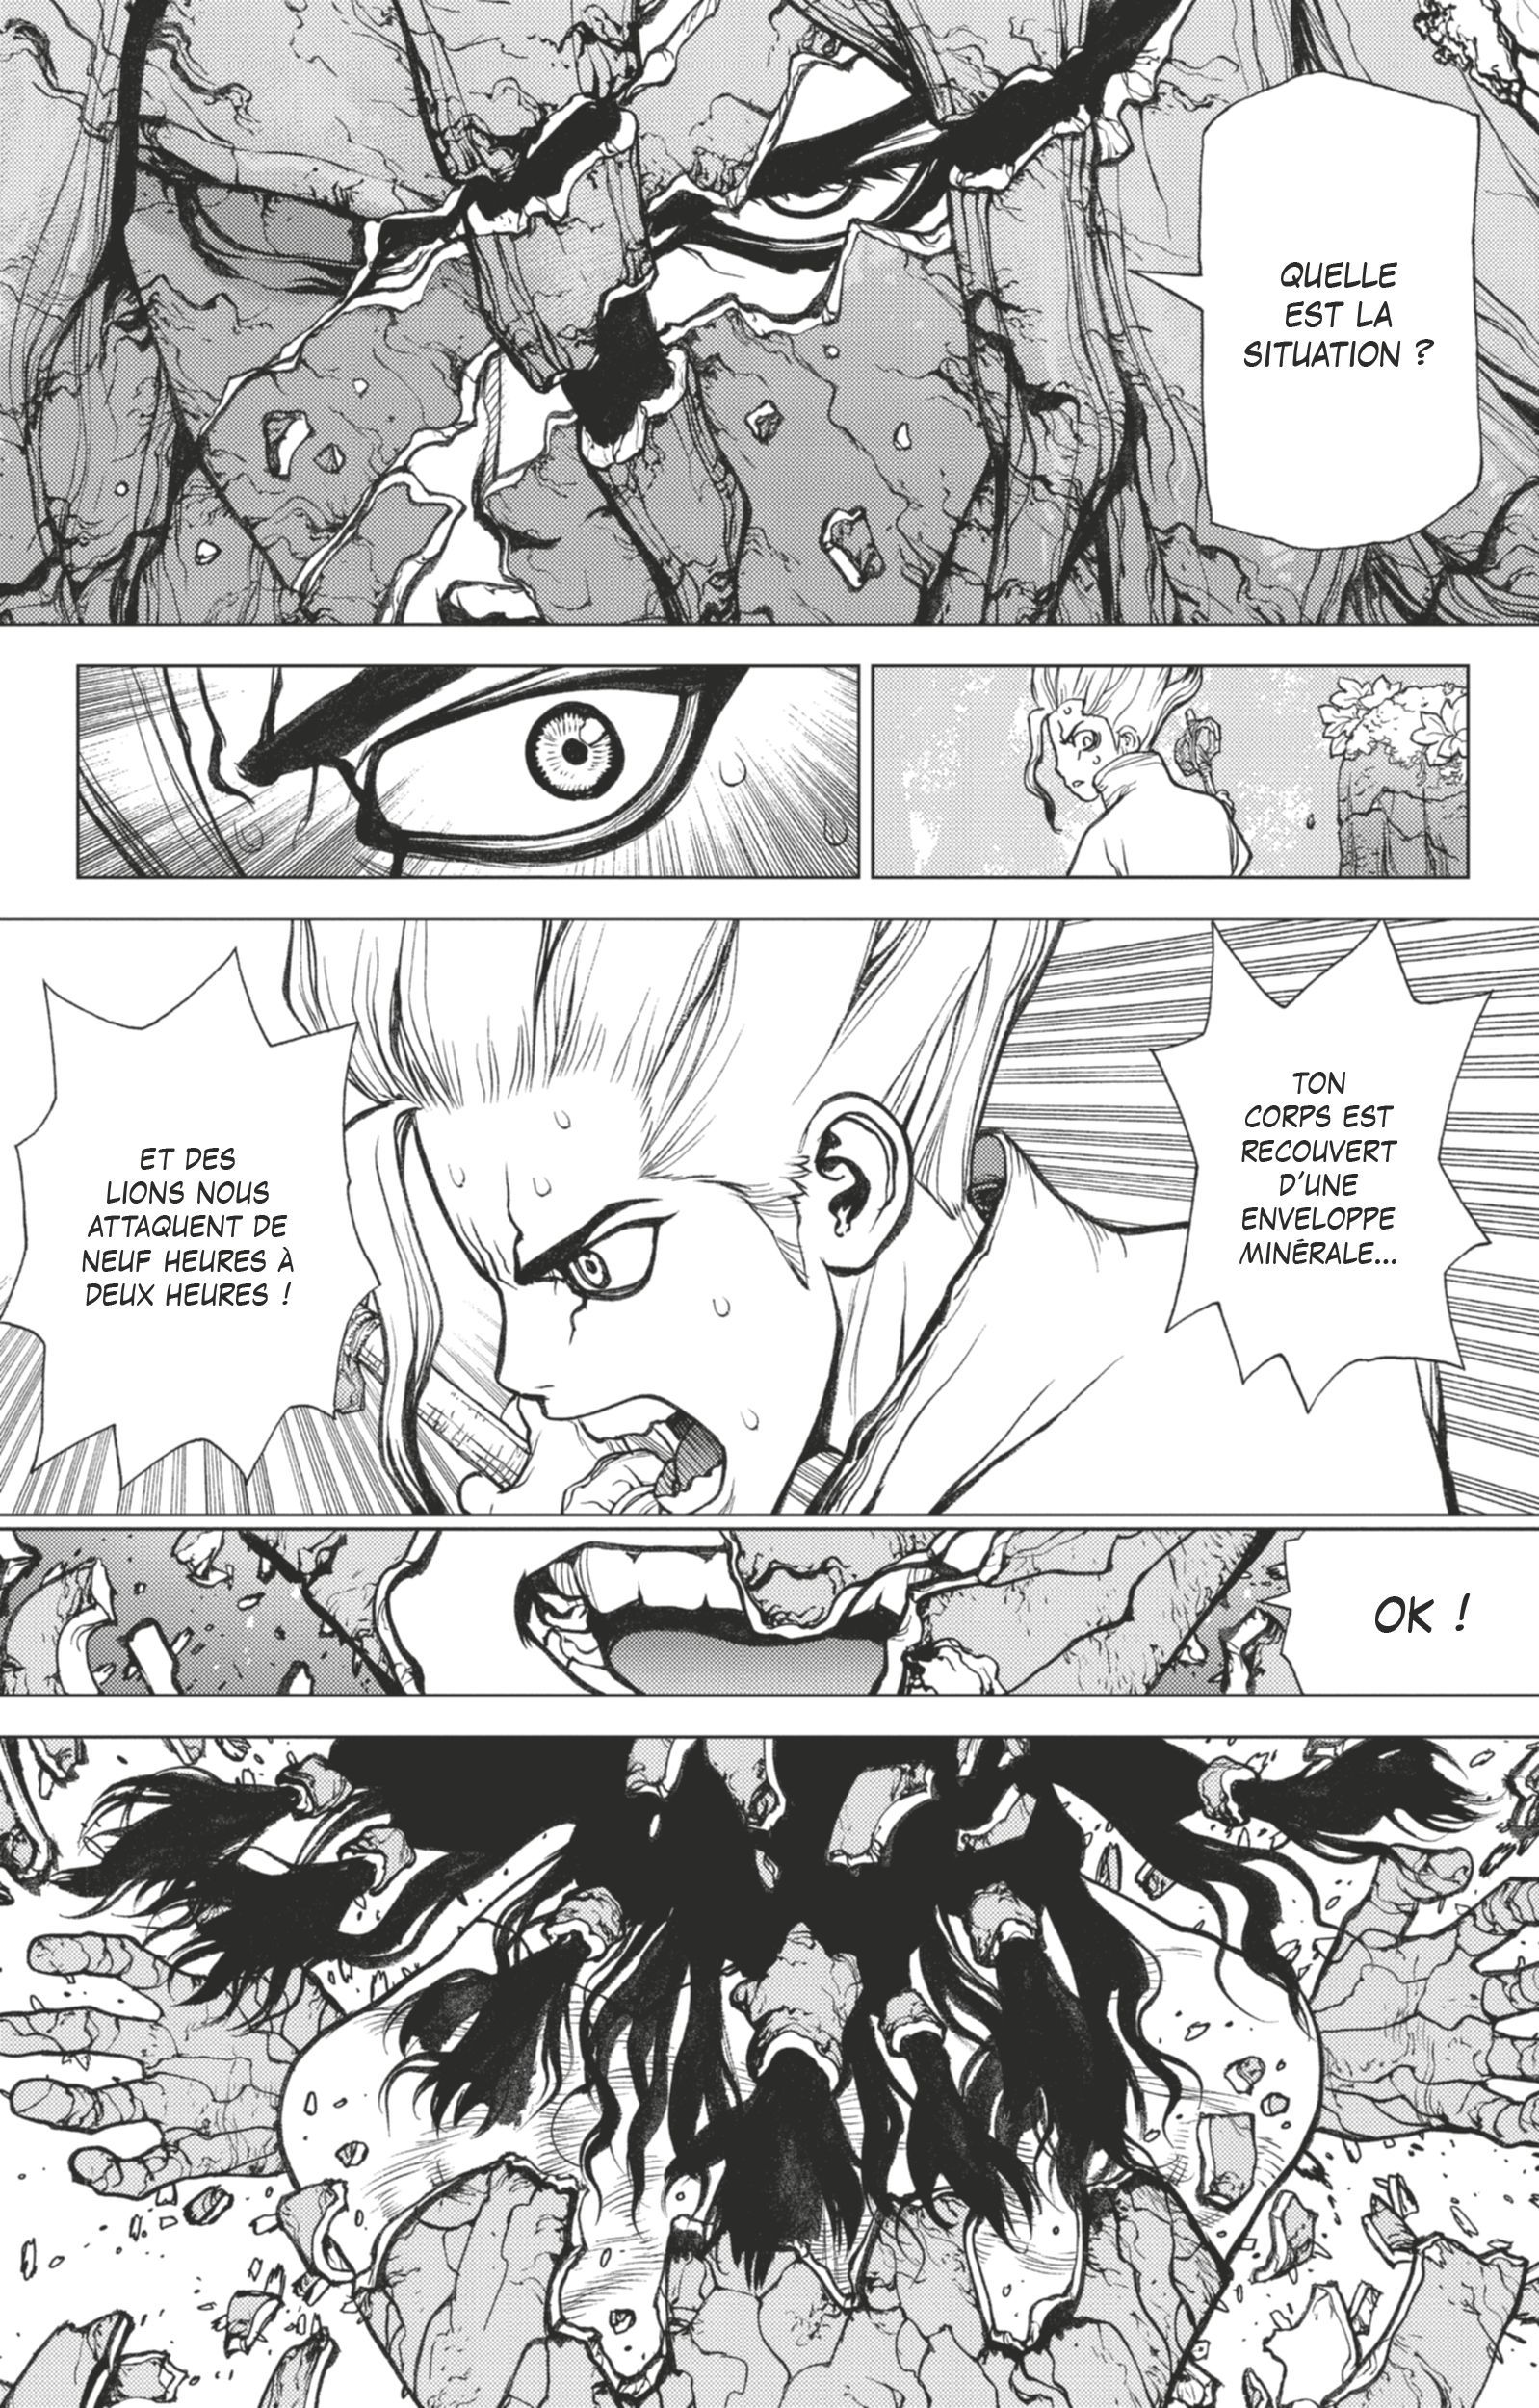 QUELLE
EST LA
SITUATION ?
TON
CORPS EST
RECOUVERT
D'UNE
ENVELOPPE
MINÉRALE...
ET DES
LIONS NOUS
ATTAQUENT DE
NEUF HEURES À
DEUX HEURES !
OK !